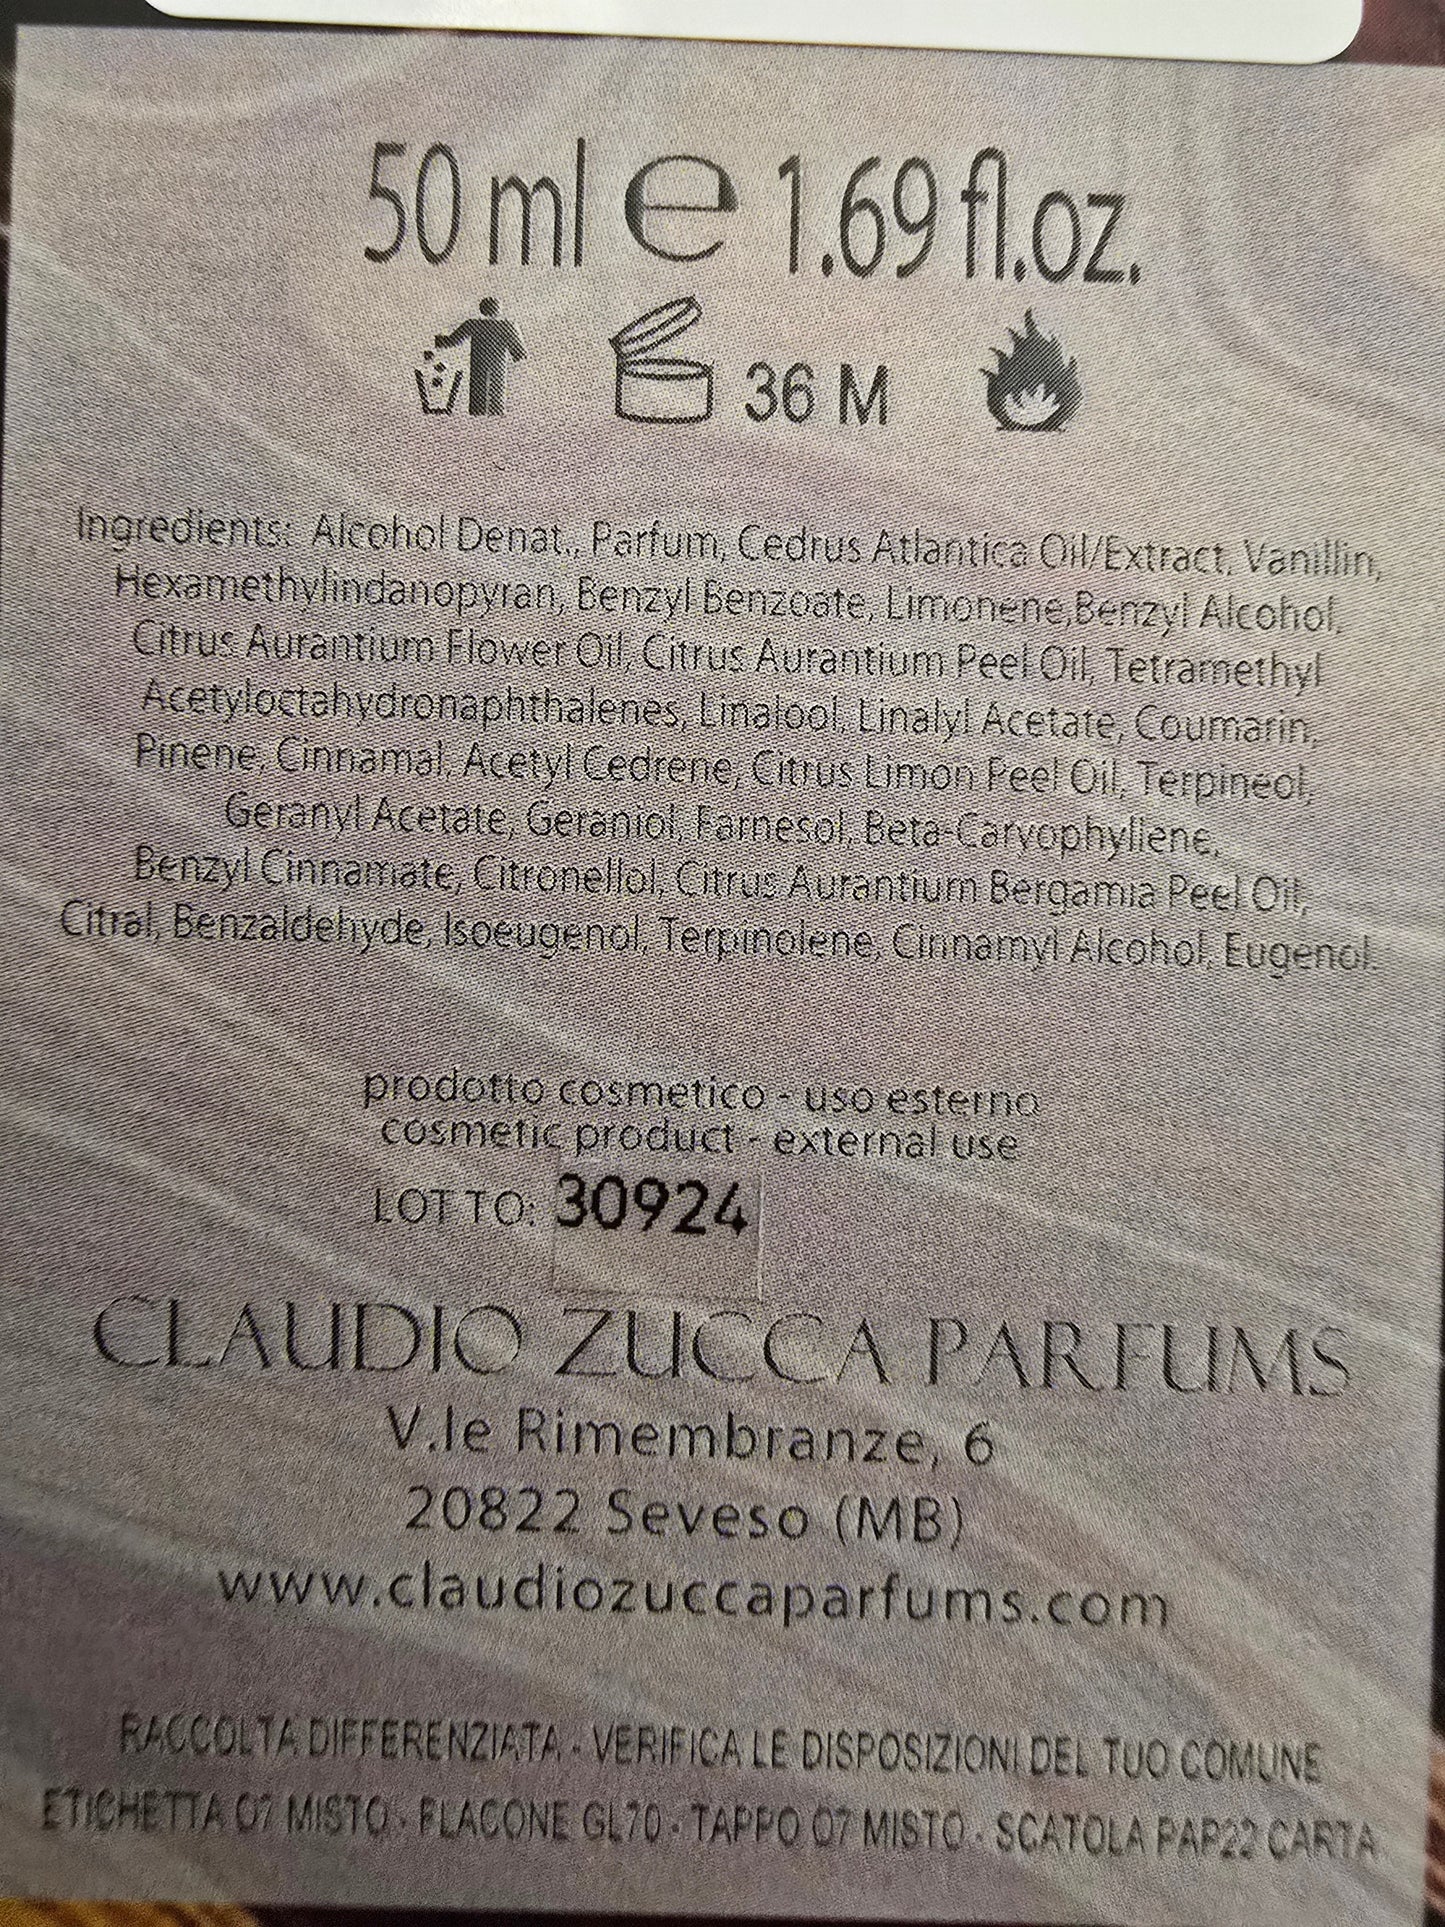 50 ml e 1.69 fl.oz.
36 M
Ingredients: Alcohol Denat., Parfum, Cedrus Atlantica Oil/Extract, Vanillin,
Hexamethylindanopyran, Benzyl Benzoate, Limonene,Benzyl Alcohol,
Citrus Aurantium Flower Oil, Citrus Aurantium Peel Oil, Tetramethyl
Acetyloctahydronaphthalenes, Linalool, Linalyl Acetate, Coumarin,
Pinene, Cinnamal, Acetyl Cedrene, Citrus Limon Peel Oil, Terpineol,
Geranyl Acetate, Geraniol, Farnesol, Beta-Caryophyllene,
Benzyl Cinnamate, Citronellol, Citrus Aurantium Bergamia Peel Oil,
Citral, Benzaldehyde, Isoeugenol, Terpinolene, Cinnamyl Alcohol, Eugenol.
prodotto cosmetico - uso esterno
cosmetic product - external use
LOTTO: 30924
CLAUDIO ZUCCA PARFUMS
V.le Rimembranze, 6
20822 Seveso (MB)
www.claudiozuccaparfums.com
RACCOLTA DIFFERENZIATA - VERIFICA LE DISPOSIZIONI DEL TUO COMUNE
ETICHETTA 07 MISTO - FLACONE GL70 - TAPPO 07 MISTO - SCATOLA PAP22 CARTA